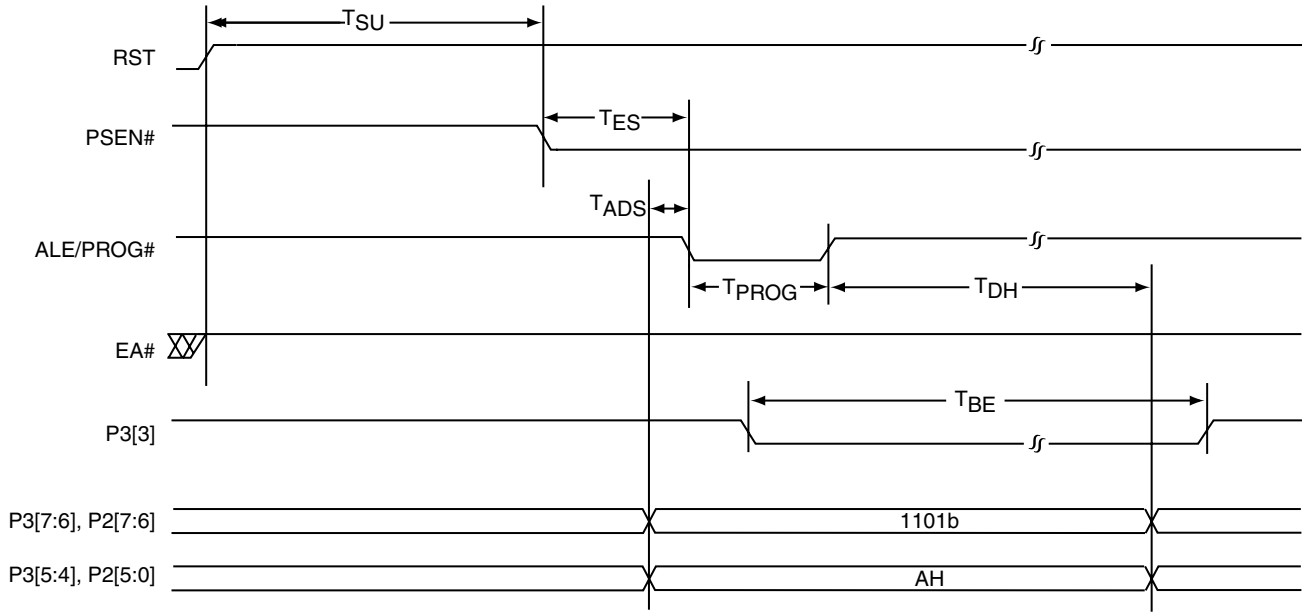 TSU
RST
TES
PSEN#
TADS
ALE/PROG#
TPROG
TDH
EA#
TBE
P3[3]
P3[7:6], P2[7:6]
1101b
P3[5:4], P2[5:0]
AH